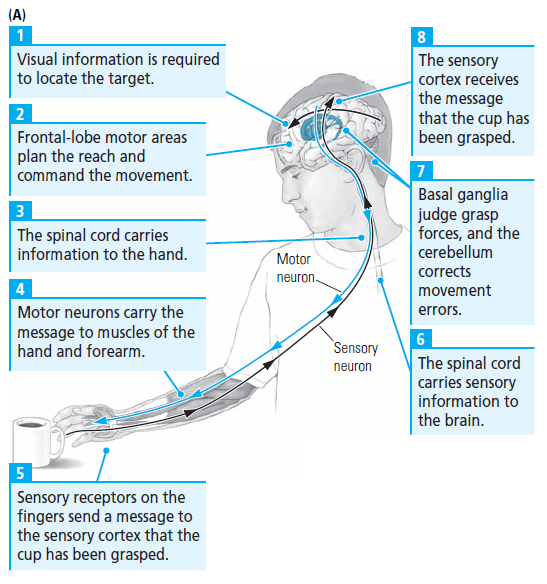 (A)
1
Visual information is required
to locate the target.
2
Frontal-lobe motor areas
plan the reach and
command the movement.
3
The spinal cord carries
information to the hand.
4
Motor neurons carry the
message to muscles of the
hand and forearm.
5
Sensory receptors on the
fingers send a message to
the sensory cortex that the
cup has been grasped.
Motor
neuron
Sensory
neuron
6
The spinal cord
carries sensory
information to
the brain.
7
Basal ganglia
judge grasp
forces, and the
cerebellum
corrects
movement
errors.
8
The sensory
cortex receives
the message
that the cup has
been grasped.